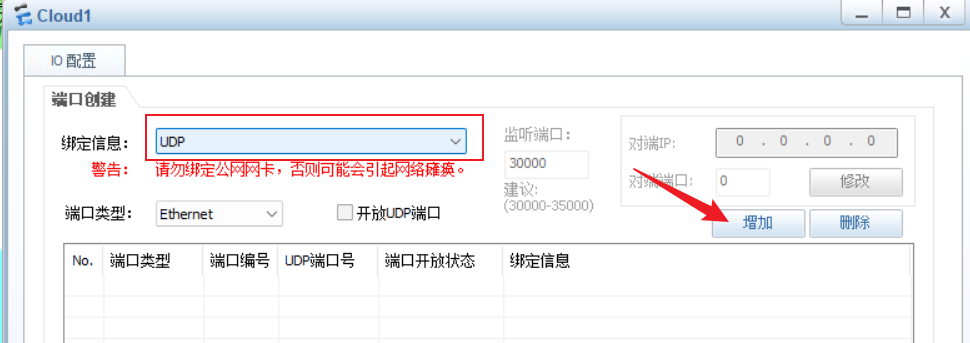 Cloud1
IO 配置
端口创建
绑定信息: UDP
警告: 请勿绑定公网网卡，否则可能会引起网络瘫痪。
端口类型: Ethernet
开放UDP端口
监听端口:
30000
建议:
(30000-35000)
对端IP: 0 . 0 . 0 . 0
对端端口: 0 修改
增加 删除
No. 端口类型 端口编号 UDP端口号 端口开放状态 绑定信息